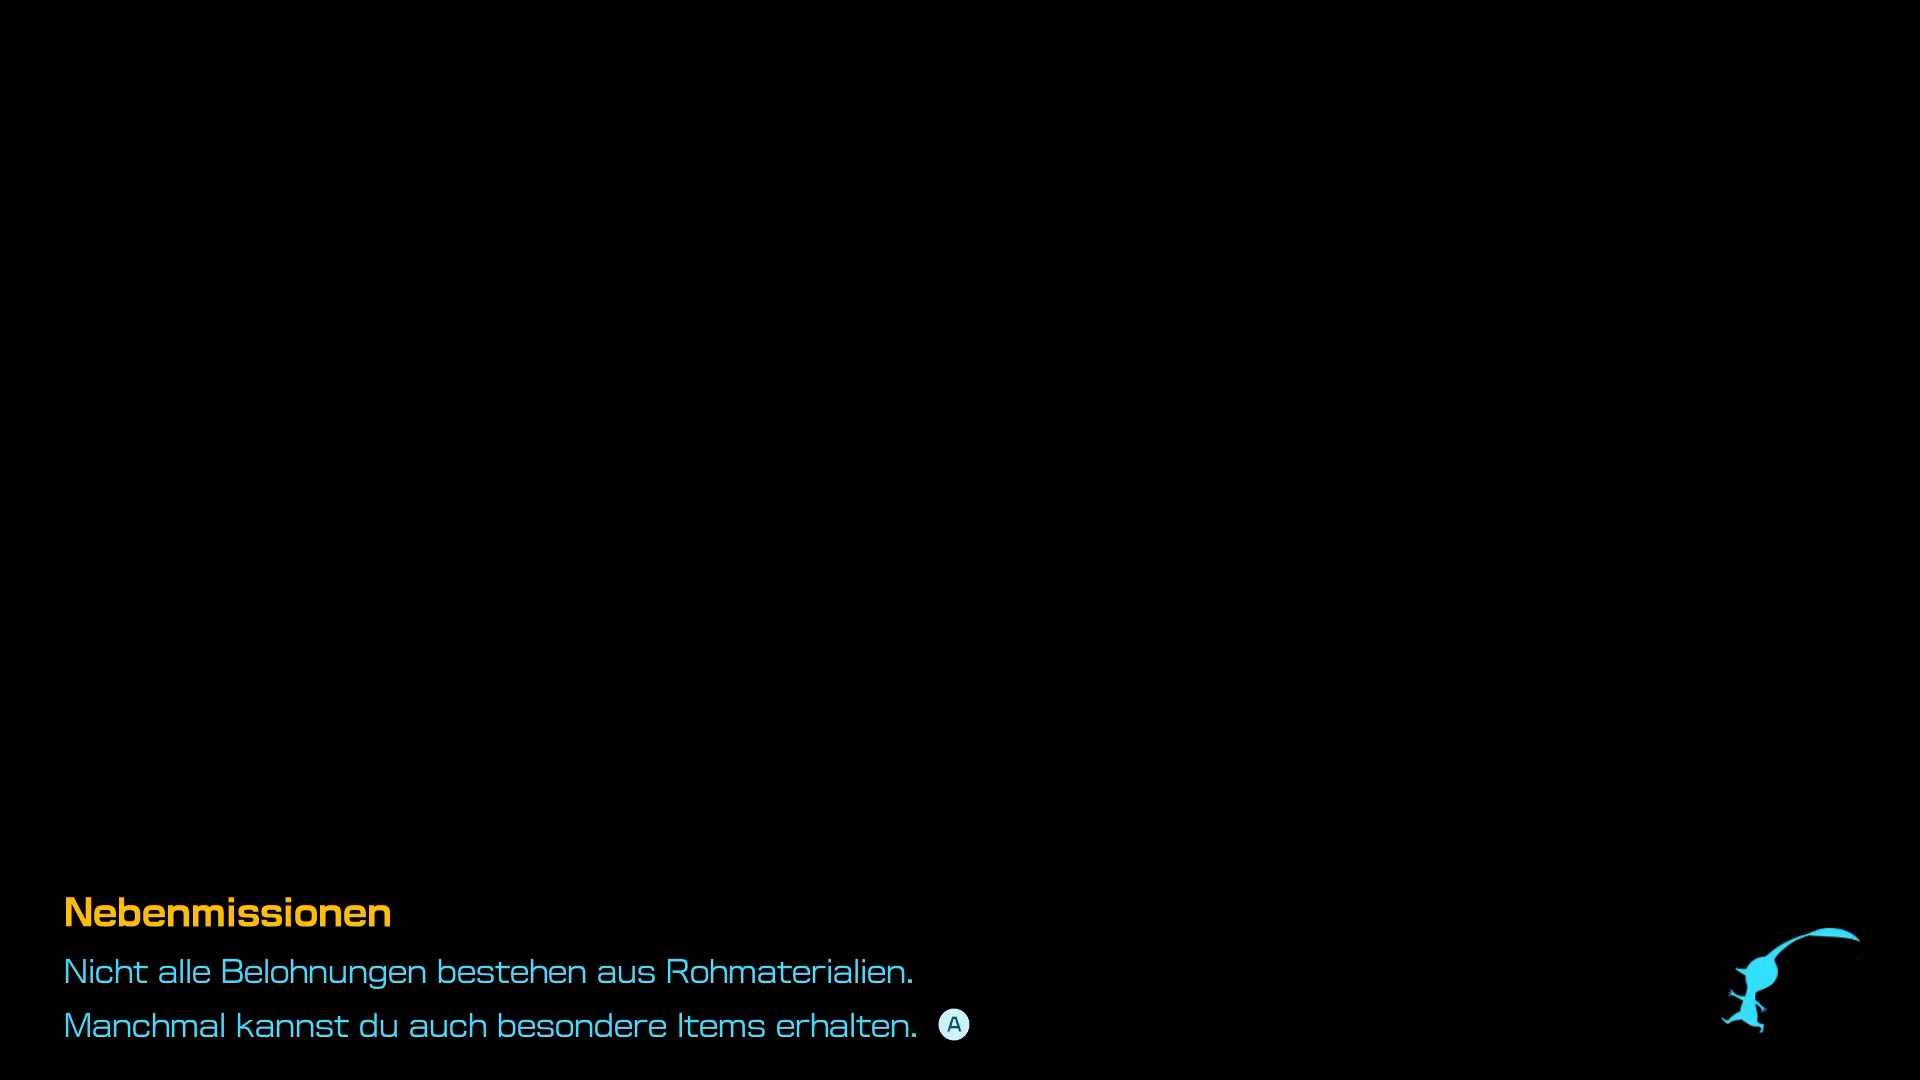 Nebenmissionen
Nicht alle Belohnungen bestehen aus Rohmaterialien.
Manchmal kannst du auch besondere Items erhalten. A